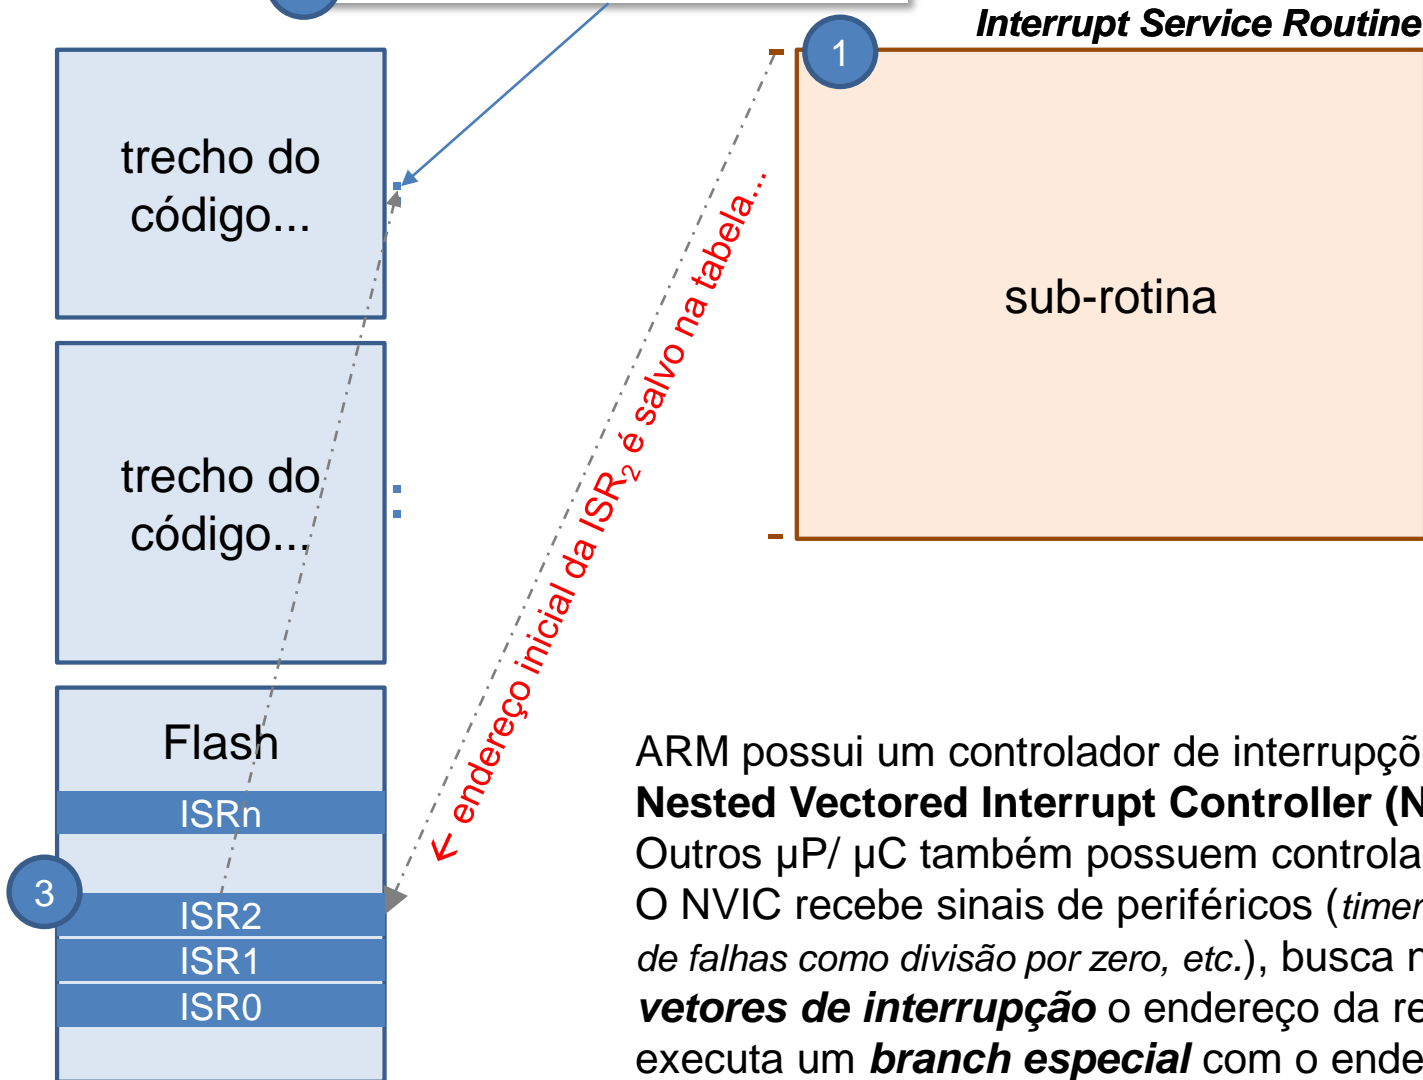 Interrupt Service Routine
1
trecho do
código...
sub-rotina
← endereço inicial da ISR2 é salvo na tabela...
trecho do
código...
Flash
ISRn
3
ISR2
ISR1
ISR0
ARM possui um controlador de interrupçõ
Nested Vectored Interrupt Controller (N
Outros µP/ µC também possuem controla
O NVIC recebe sinais de periféricos (timer
de falhas como divisão por zero, etc.), busca n
vetores de interrupção o endereço da re
executa um branch especial com o ende